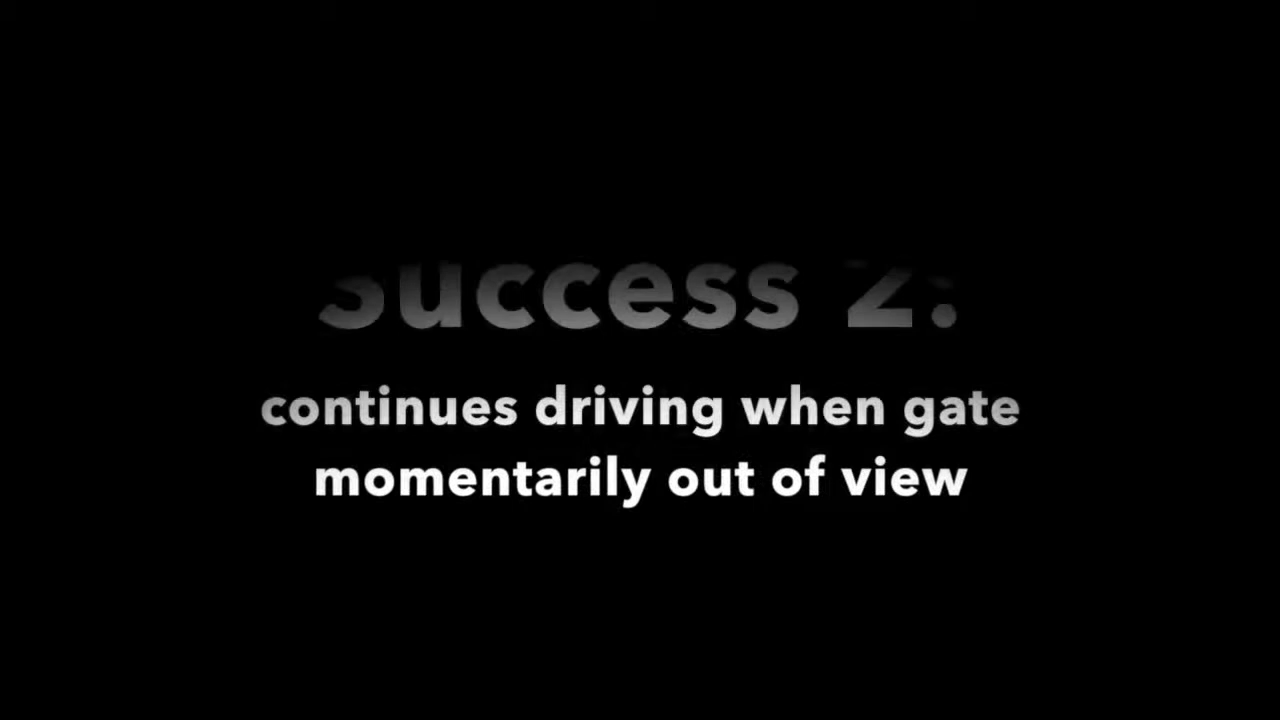 Success 2:
continues driving when gate
momentarily out of view